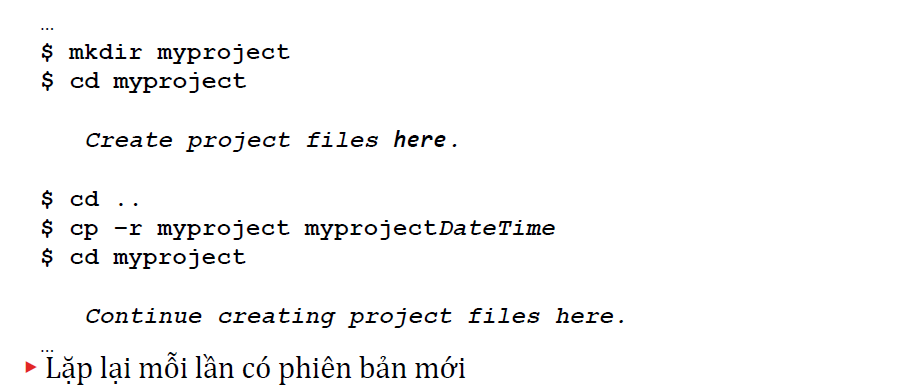 ...
$ mkdir myproject
$ cd myproject
Create project files here.
$ cd ..
$ cp –r myproject myprojectDateTime
$ cd myproject
Continue creating project files here.
...
▸ Lặp lại mỗi lần có phiên bản mới